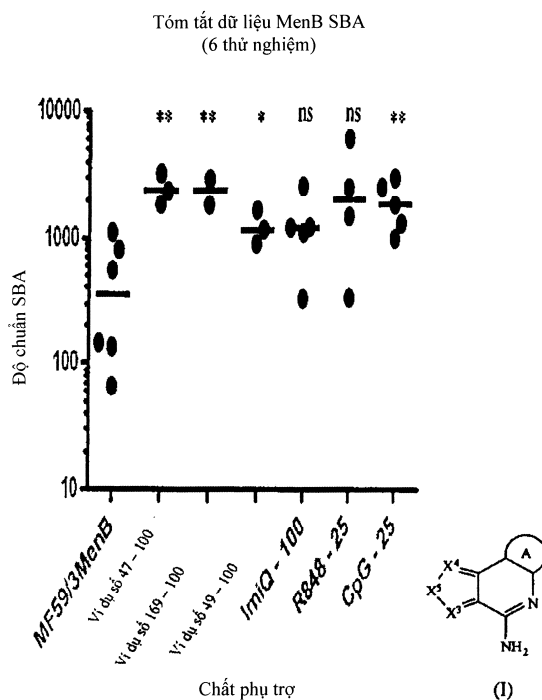 Tóm tắt dữ liệu MenB SBA
(6 thử nghiệm)
10000
1000
100
10
** ** * ns ns **
Độ chuẩn SBA
MF59/3MenB
Ví dụ số 47 – 100
Ví dụ số 169 – 100
Ví dụ số 49 – 100
ImiQ - 100
R848 - 25
CpG - 25
Chất phụ trợ
A
X⁴
X⁵
X³
N
NH₂
(I)